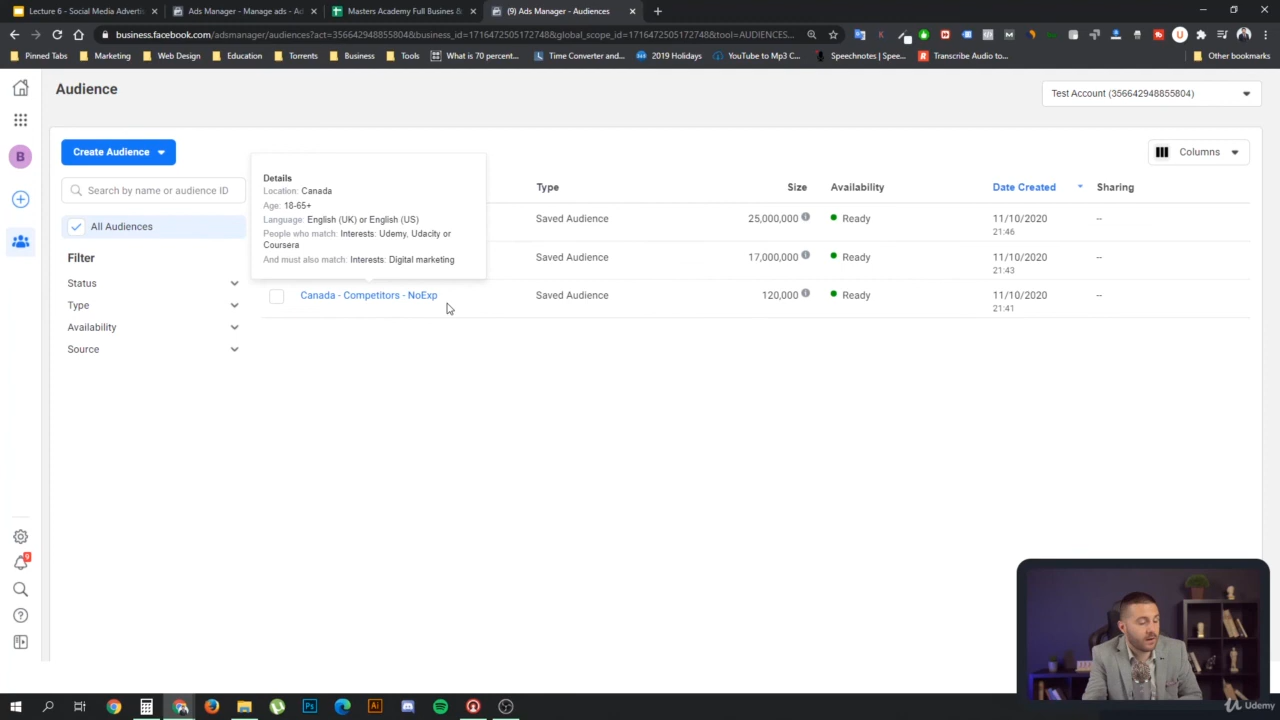 Lecture 6 - Social Media Advertis
Ads Manager - Manage ads - Ad
Masters Academy Full Busines &
(9) Ads Manager - Audiences
business.facebook.com/adsmanager/audiences?act=356642948855804&business_id=1716472505172748&global_scope_id=1716472505172748&tool=AUDIENCES...
Pinned Tabs
Marketing
Web Design
Education
Torrents
Business
Tools
What is 70 percent...
Time Converter and...
2019 Holidays
YouTube to Mp3 C...
Speechnotes | Spee...
Transcribe Audio to...
Other bookmarks
Audience
Test Account (356642948855804)
B
Create Audience
Columns
Search by name or audience ID
All Audiences
Filter
Status
Type
Availability
Source
Details
Location: Canada
Age: 18-65+
Language: English (UK) or English (US)
People who match: Interests: Udemy, Udacity or
Coursera
And must also match: Interests: Digital marketing
Type Size Availability Date Created Sharing
Saved Audience 25,000,000 Ready 11/10/2020 --
21:46
Saved Audience 17,000,000 Ready 11/10/2020 --
21:43
Canada - Competitors - NoExp Saved Audience 120,000 Ready 11/10/2020 --
21:41
9
Udemy